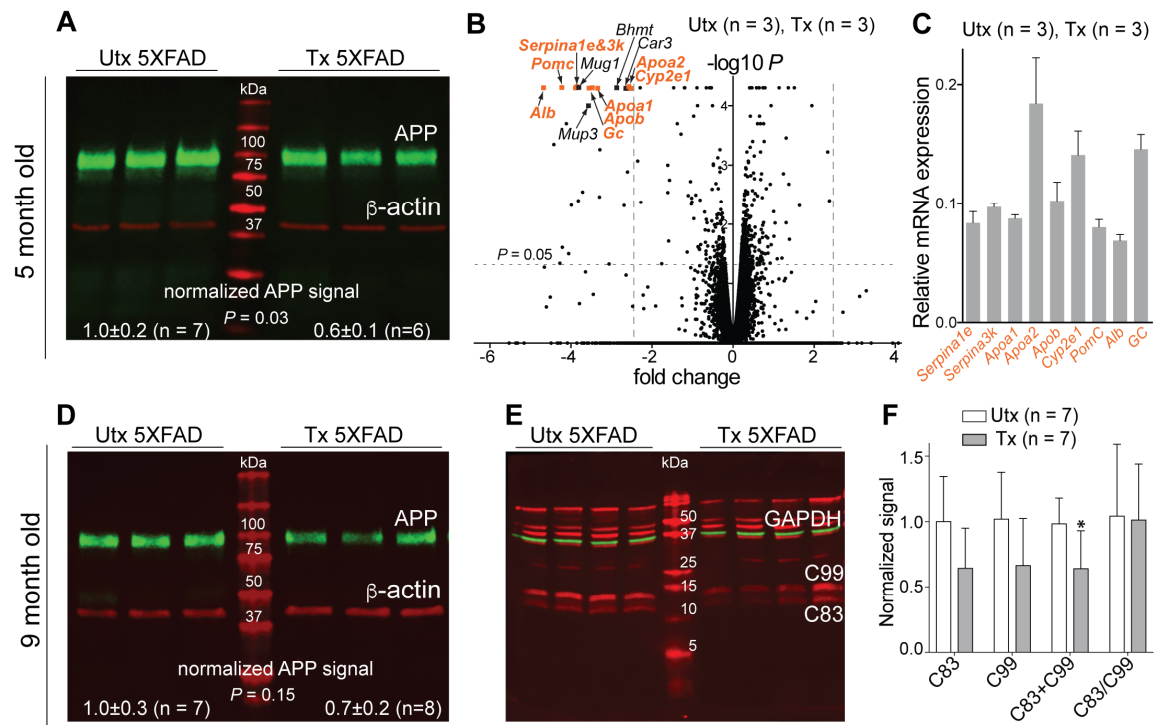 A
Utx 5XFAD
Tx 5XFAD
kDa
100
75
50
37
APP
β-actin
normalized APP signal
P = 0.03
1.0±0.2 (n = 7)
0.6±0.1 (n=6)
5 month old
B
Utx (n = 3), Tx (n = 3)
Serpina1e&3k
Bhmt
Pomc
Mug1
Car3
Apoa2
Cyp2e1
Alb
Mup3
Apoa1
Apob
Gc
-log10 P
4
3
2
P = 0.05
-6
-4
-2
0
2
4
fold change
C
Utx (n = 3), Tx (n = 3)
Relative mRNA expression
0.2
0.1
0.0
Serpina1e
Serpina3k
Apoa1
Apoa2
Apob
Cyp2e1
PomC
Alb
GC
D
Utx 5XFAD
Tx 5XFAD
kDa
100
75
50
37
APP
β-actin
normalized APP signal
P = 0.15
1.0±0.3 (n = 7)
0.7±0.2 (n=8)
9 month old
E
Utx 5XFAD
Tx 5XFAD
kDa
50
37
25
15
10
5
GAPDH
C99
C83
F
Utx (n = 7)
Tx (n = 7)
Normalized signal
1.5
1.0
0.5
0.0
*
C83
C99
C83+C99
C83/C99